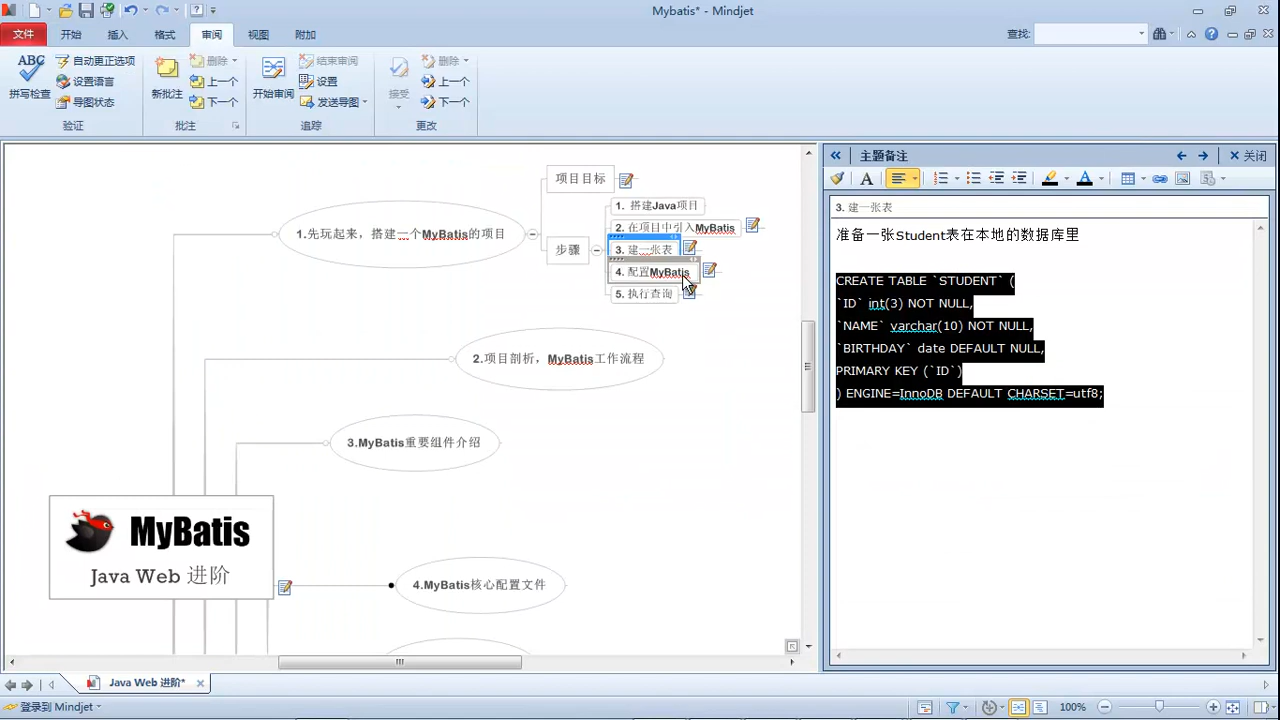 Mybatis* - Mindjet
文件
开始
插入
格式
审阅
视图
附加
查找:
ABC
拼写检查
自动更正选项
设置语言
导图状态
验证
新批注
删除
上一个
下一个
批注
开始审阅
结束审阅
设置
发送导图
追踪
接受
删除
上一个
下一个
更改
项目目标
1. 搭建Java项目
1.先玩起来，搭建一个MyBatis的项目
2. 在项目中引入MyBatis
步骤
3. 建一张表
4. 配置MyBatis
5. 执行查询
2.项目剖析，MyBatis工作流程
3.MyBatis重要组件介绍
MyBatis
Java Web 进阶
4.MyBatis核心配置文件
主题备注
关闭
3. 建一张表
准备一张Student表在本地的数据库里
CREATE TABLE `STUDENT` (
`ID` int(3) NOT NULL,
`NAME` varchar(10) NOT NULL,
`BIRTHDAY` date DEFAULT NULL,
PRIMARY KEY (`ID`)
) ENGINE=InnoDB DEFAULT CHARSET=utf8;
Java Web 进阶*
登录到 Mindjet
100%